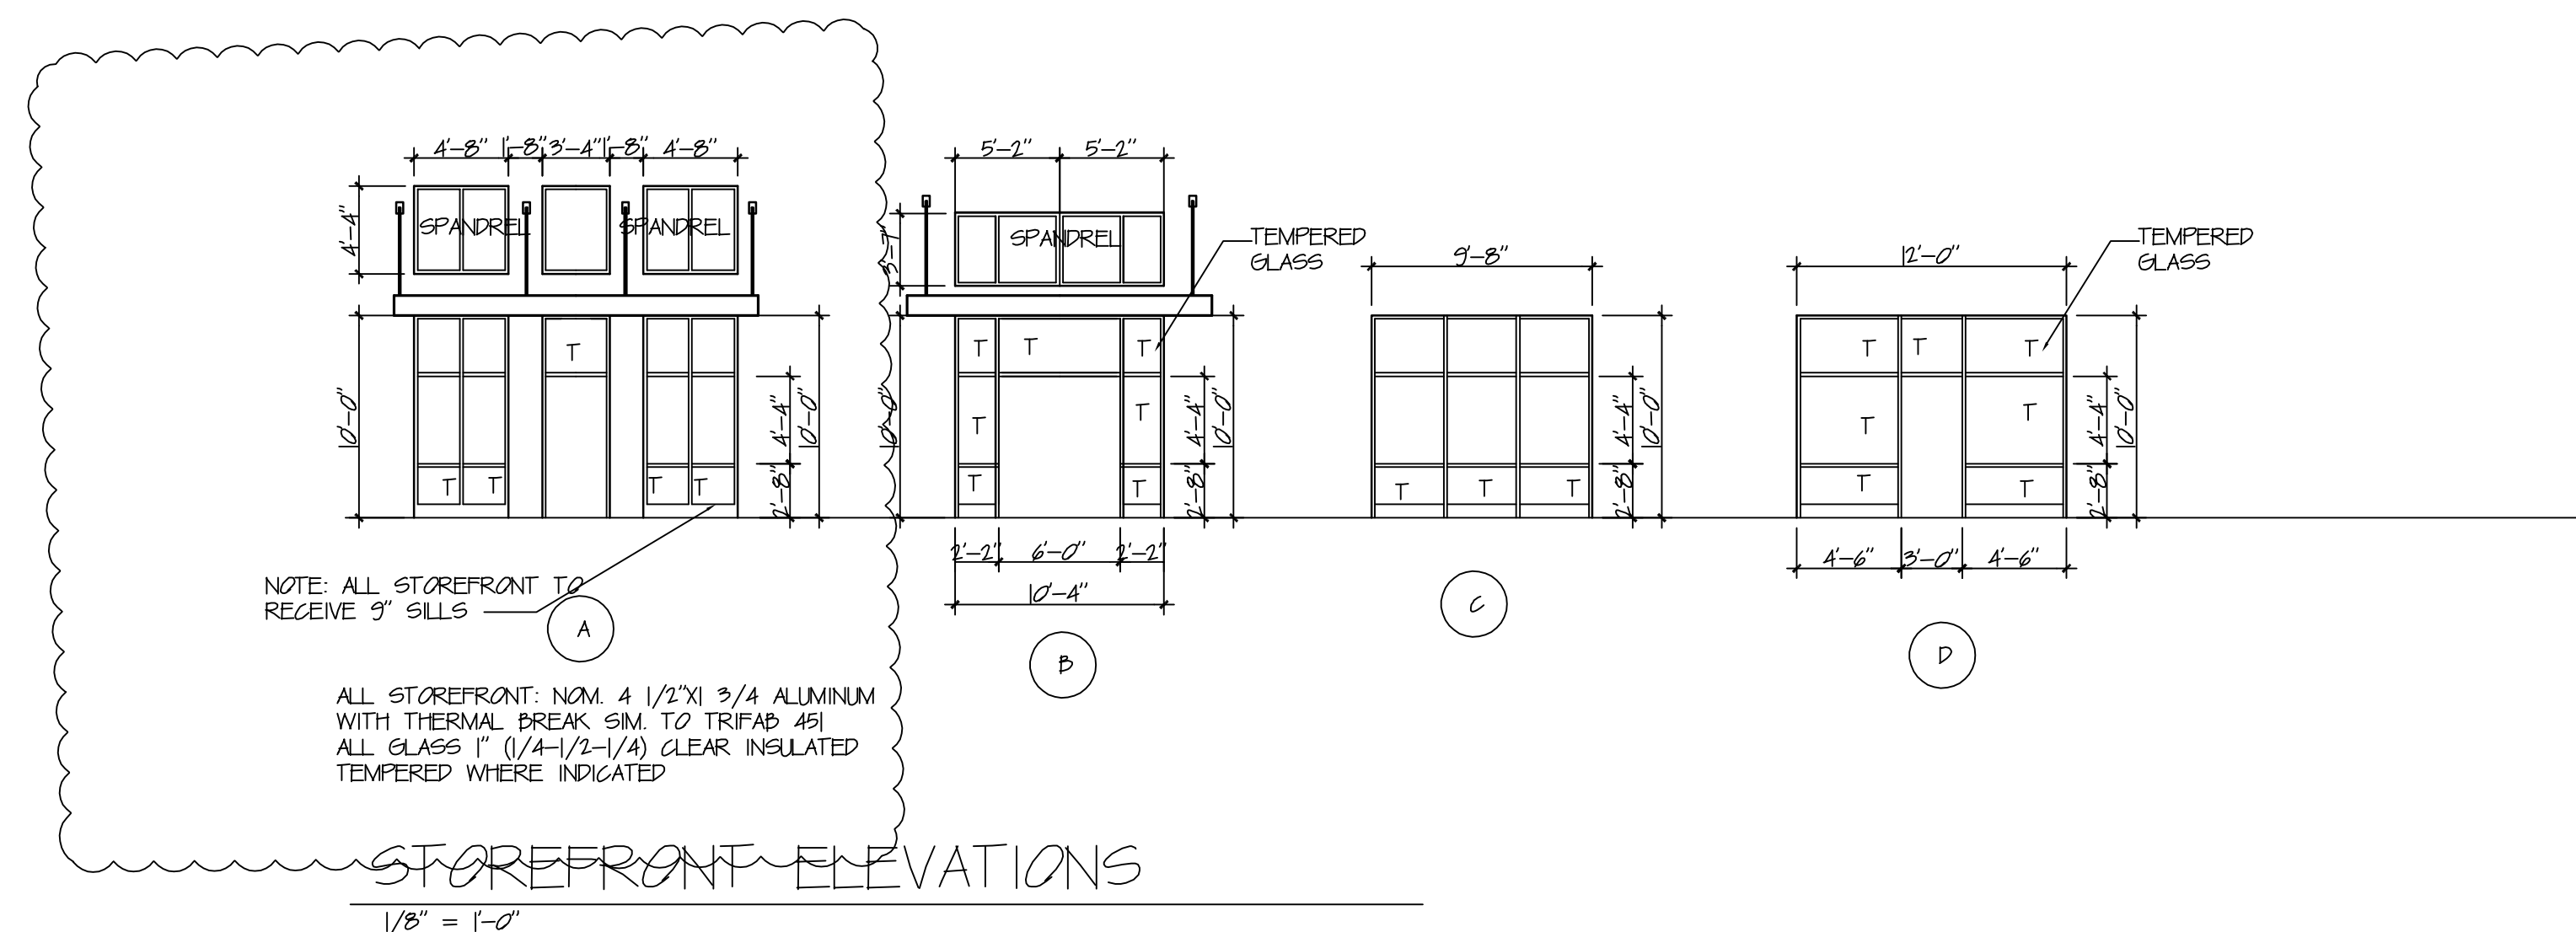 4'-8" 1'-8" 3'-4" 1'-8" 4'-8"
4'-4"
SPANDREL SPANDREL
10'-0"
T
T T T T
4'-4"
2'-8"
10'-0"
NOTE: ALL STOREFRONT TO
RECEIVE 9" SILLS
A
ALL STOREFRONT: NOM. 4 1/2"X1 3/4 ALUMINUM
WITH THERMAL BREAK SIM. TO TRIFAB 451
ALL GLASS 1" (1/4-1/2-1/4) CLEAR INSULATED
TEMPERED WHERE INDICATED
5'-2" 5'-2"
3'-7"
SPANDREL
TEMPERED
GLASS
10'-0"
T T T
T T
T T
4'-4"
2'-8"
10'-0"
2'-2" 6'-0" 2'-2"
10'-4"
B
9'-8"
T T T
4'-4"
2'-8"
10'-0"
C
12'-0"
TEMPERED
GLASS
T T T
T T
T T
4'-4"
2'-8"
10'-0"
4'-6" 3'-0" 4'-6"
D
STOREFRONT ELEVATIONS
1/8" = 1'-0"